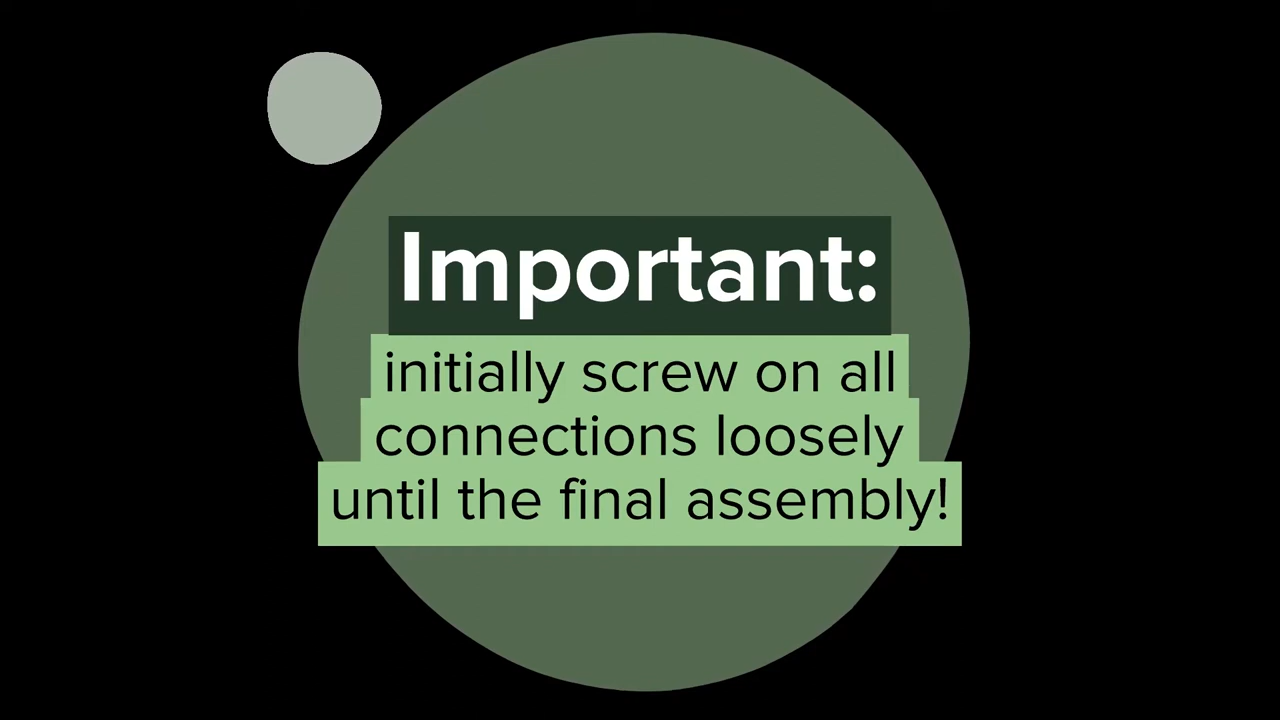 Important:
initially screw on all
connections loosely
until the final assembly!